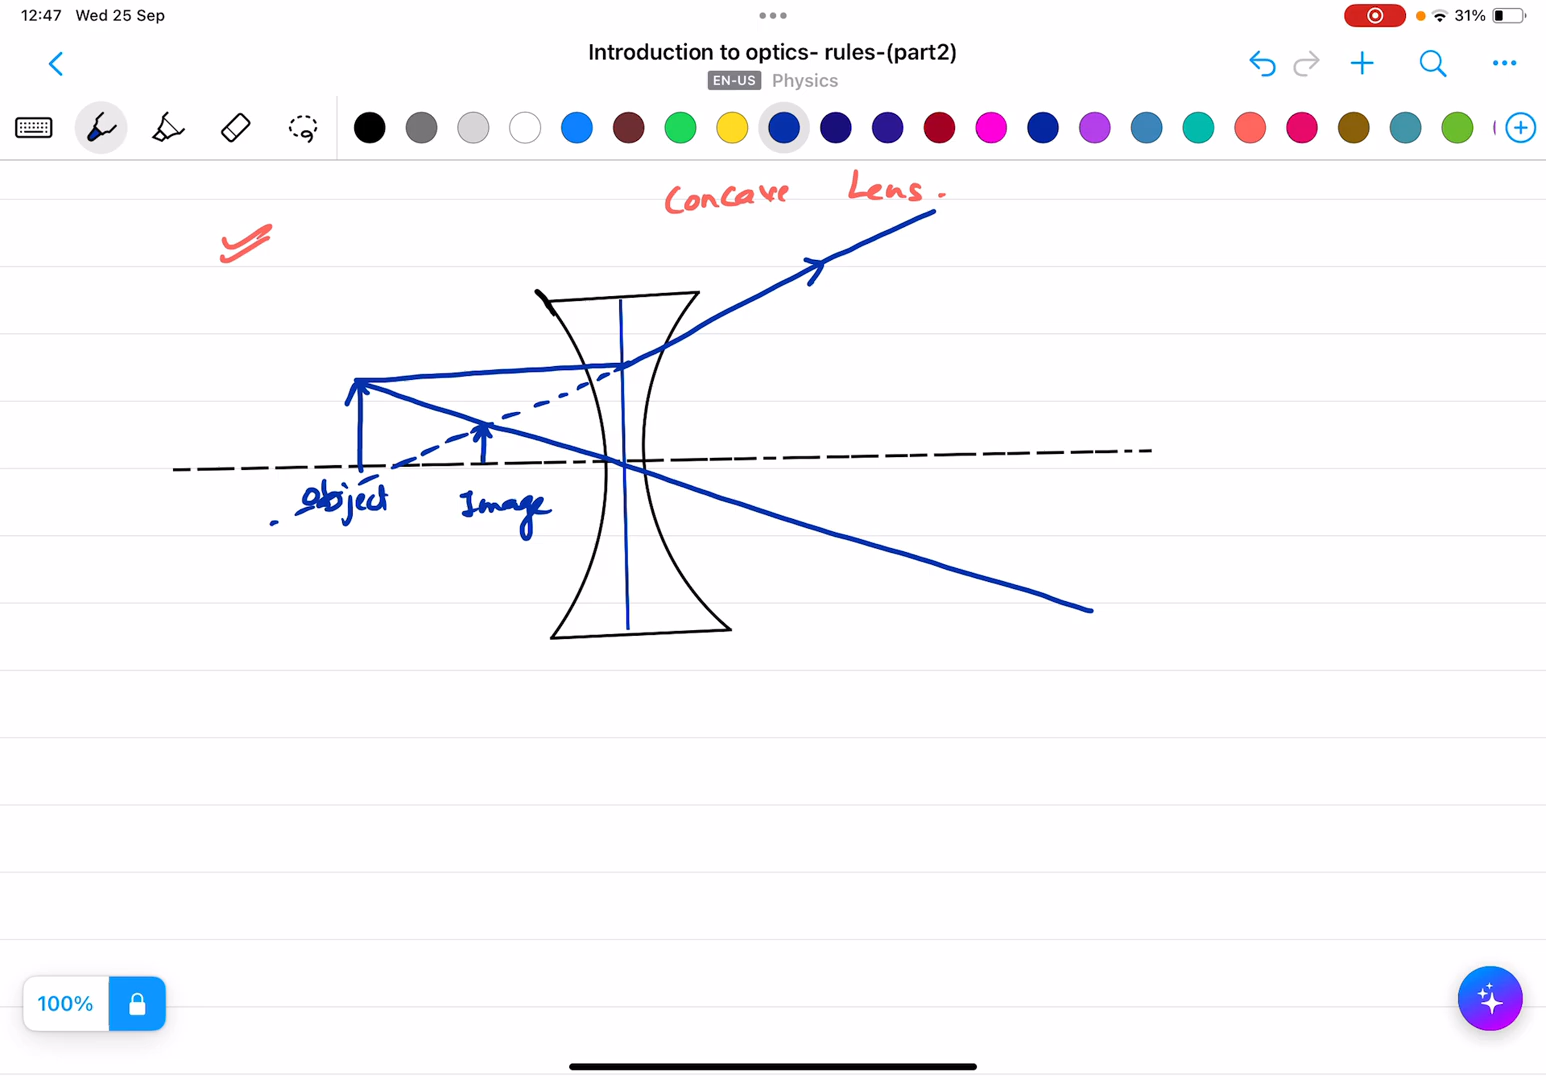 12:47 Wed 25 Sep
31%
Introduction to optics- rules-(part2)
EN-US Physics
Concave Lens.
Object
Image
100%